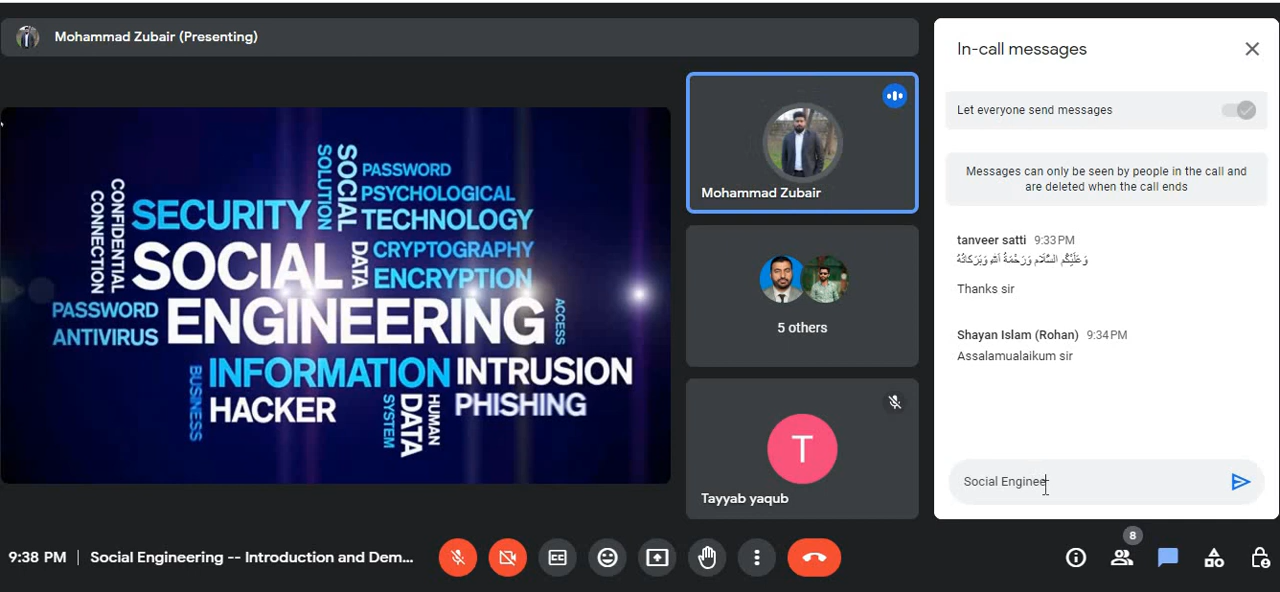 Mohammad Zubair (Presenting)
CONFIDENTIAL
CONNECTION
SECURITY
SOLUTION
SOCIAL
PASSWORD
PSYCHOLOGICAL
TECHNOLOGY
SOCIAL
DATA
CRYPTOGRAPHY
ENCRYPTION
PASSWORD
ANTIVIRUS
ENGINEERING
ACCESS
BUSINESS
INFORMATION
INTRUSION
HACKER
SYSTEM
DATA
HUMAN
PHISHING
Mohammad Zubair
5 others
T
Tayyab yaqub
In-call messages
Let everyone send messages
Messages can only be seen by people in the call and
are deleted when the call ends
tanveer satti 9:33 PM
وَعَلَيْكُم السَّلَام وَرَحْمَةُ اَللهِ وَبَرَكاتُهُ
Thanks sir
Shayan Islam (Rohan) 9:34 PM
Assalamualaikum sir
Social Enginee
9:38 PM | Social Engineering -- Introduction and Dem...
CC
8